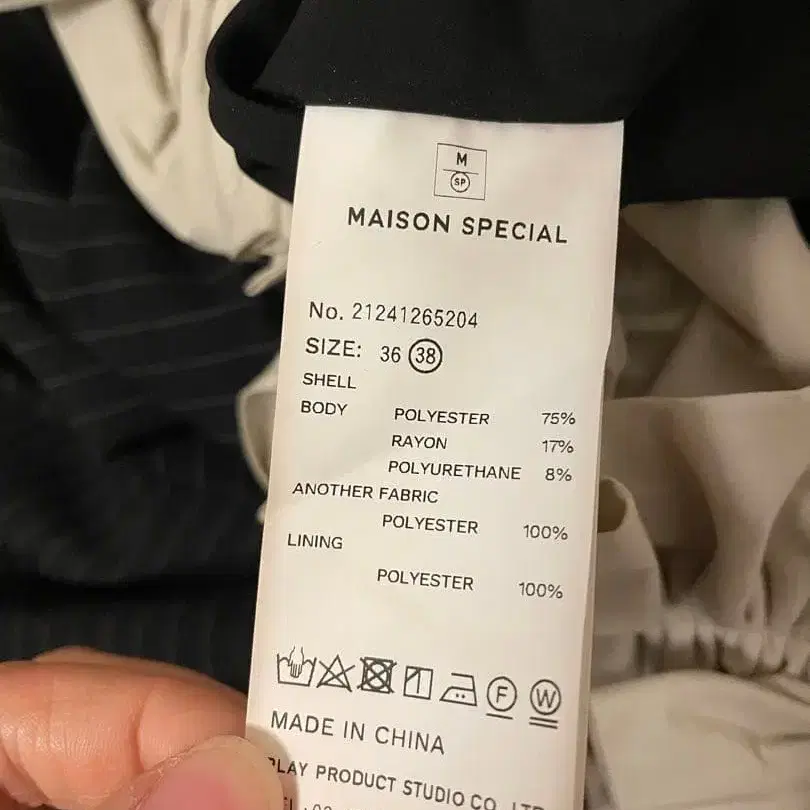 M
SP
MAISON SPECIAL
No. 21241265204
SIZE: 36 38
SHELL
BODY POLYESTER 75%
RAYON 17%
POLYURETHANE 8%
ANOTHER FABRIC
POLYESTER 100%
LINING
POLYESTER 100%
F W
MADE IN CHINA
PLAY PRODUCT STUDIO CO. LTD